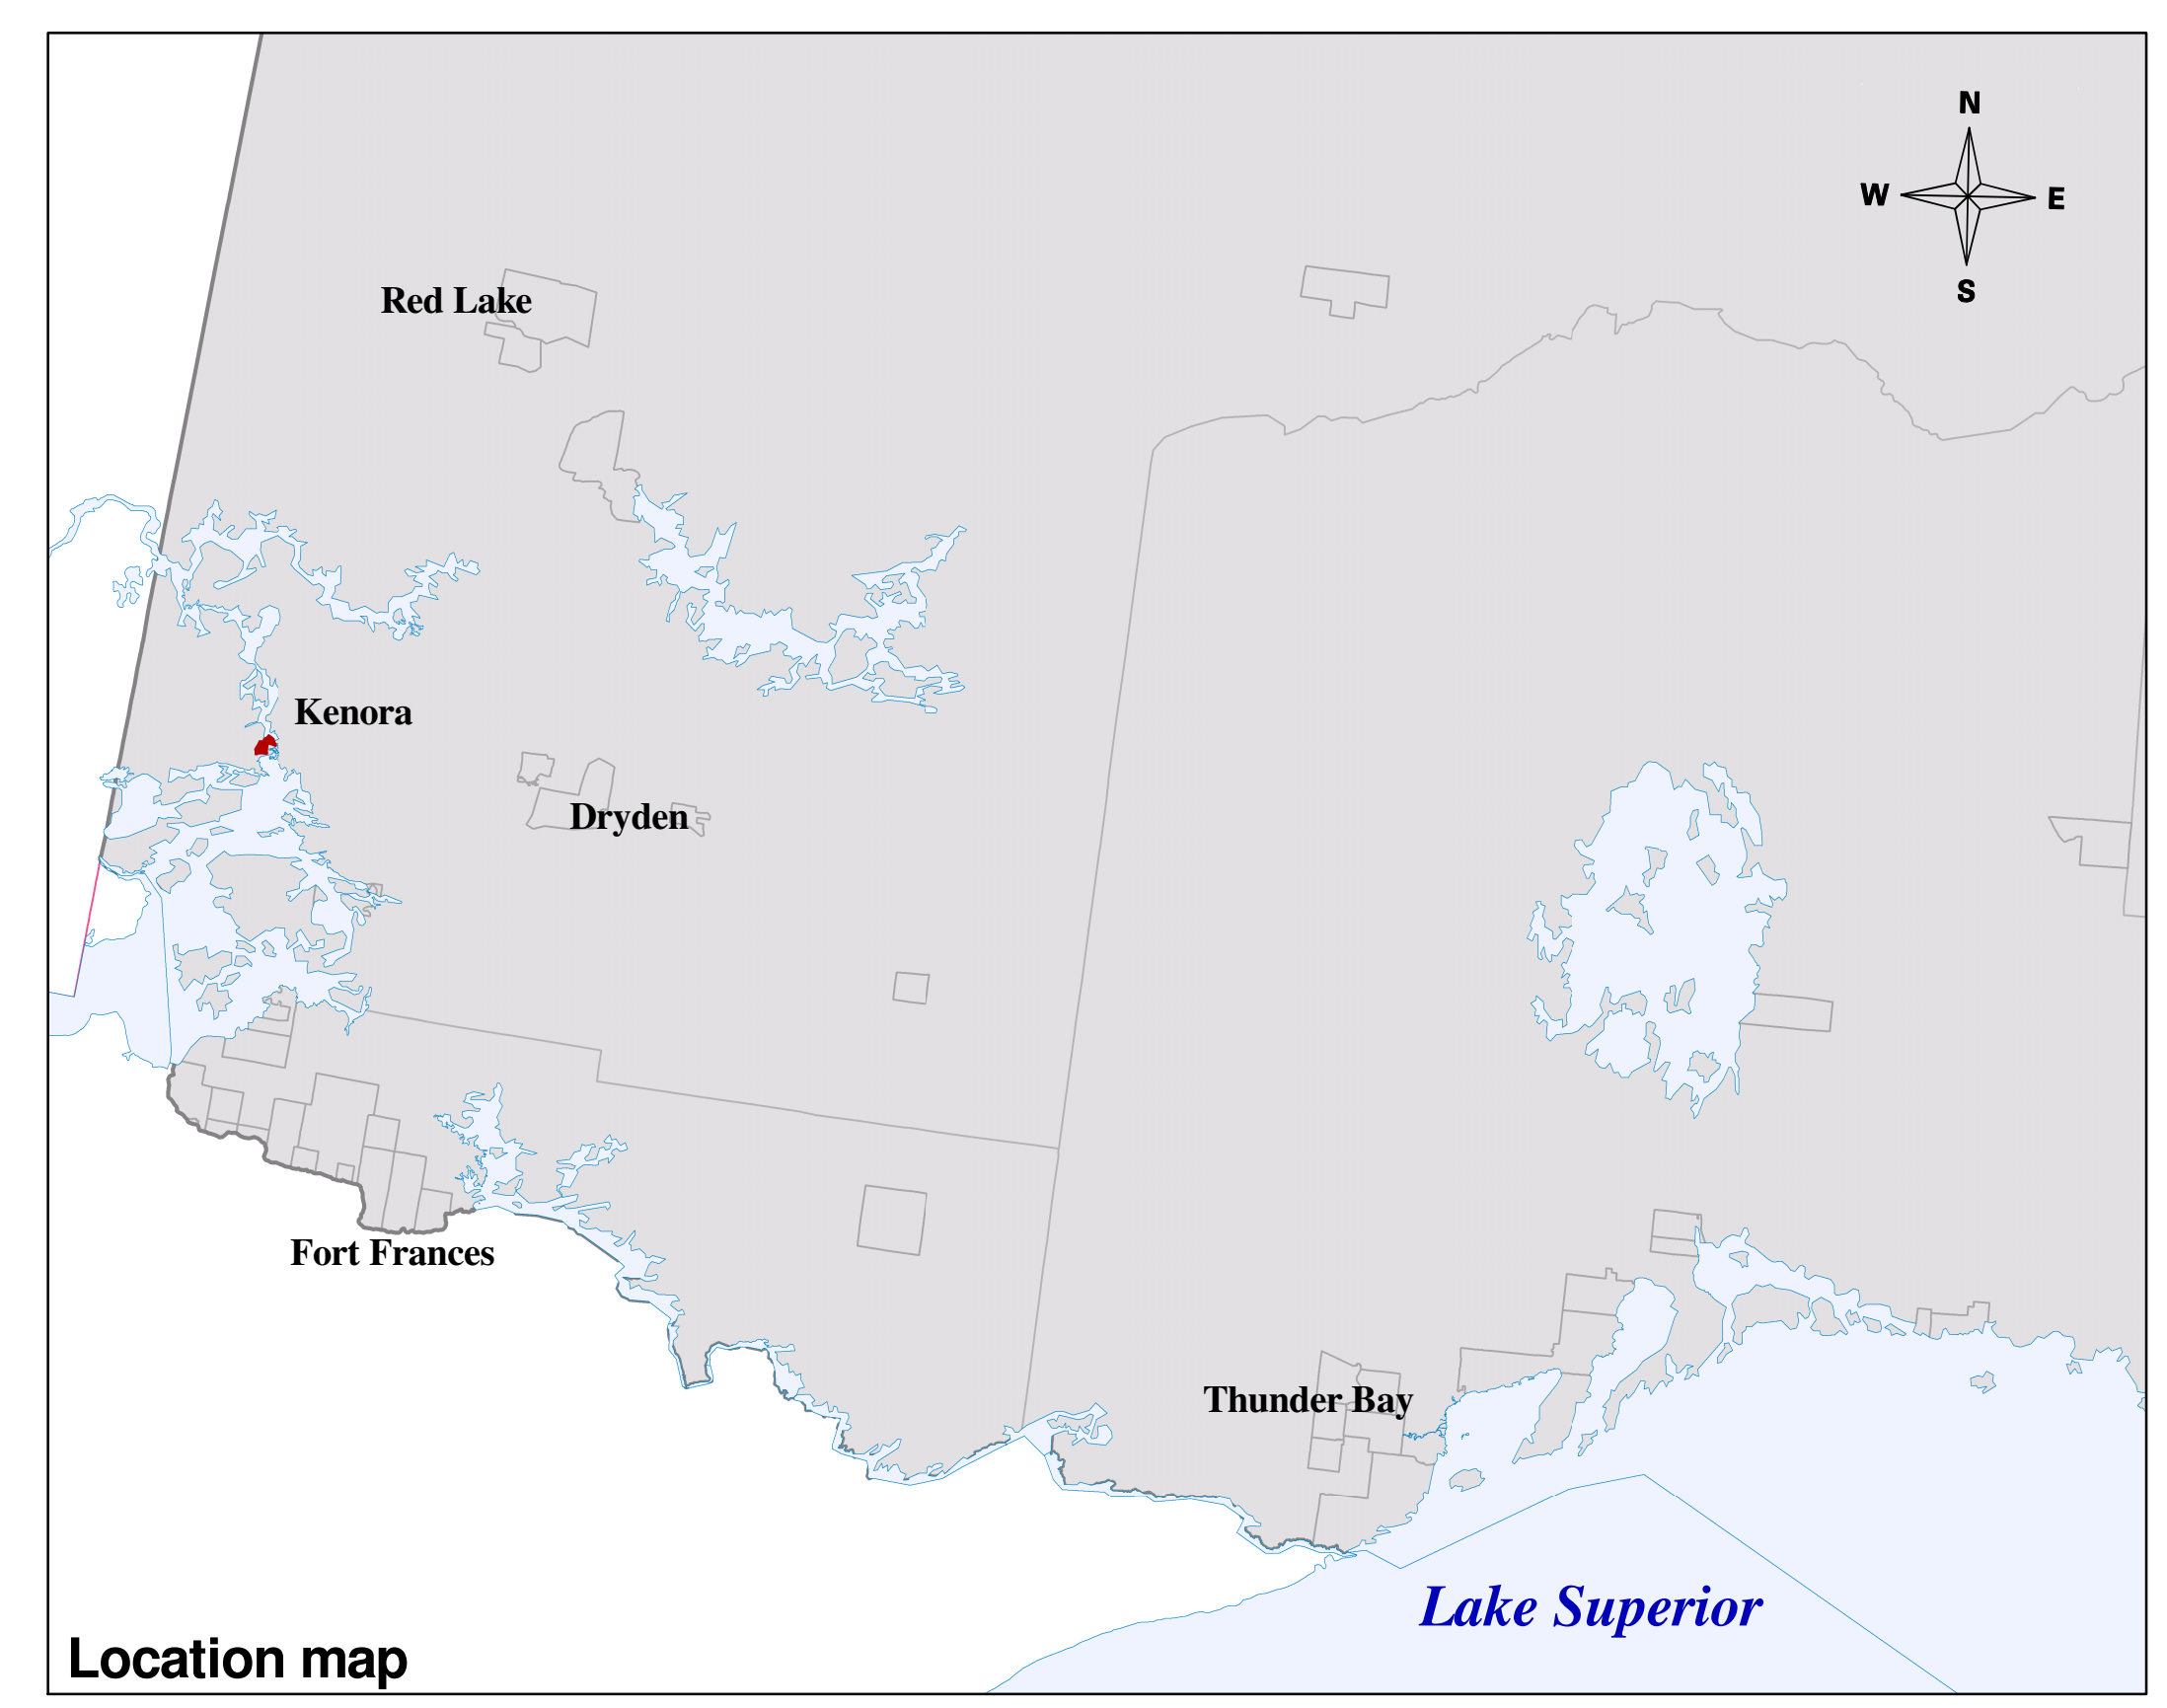 N
W
E
S
Red Lake
Kenora
Dryden
Fort Frances
Thunder Bay
Lake Superior
Location map